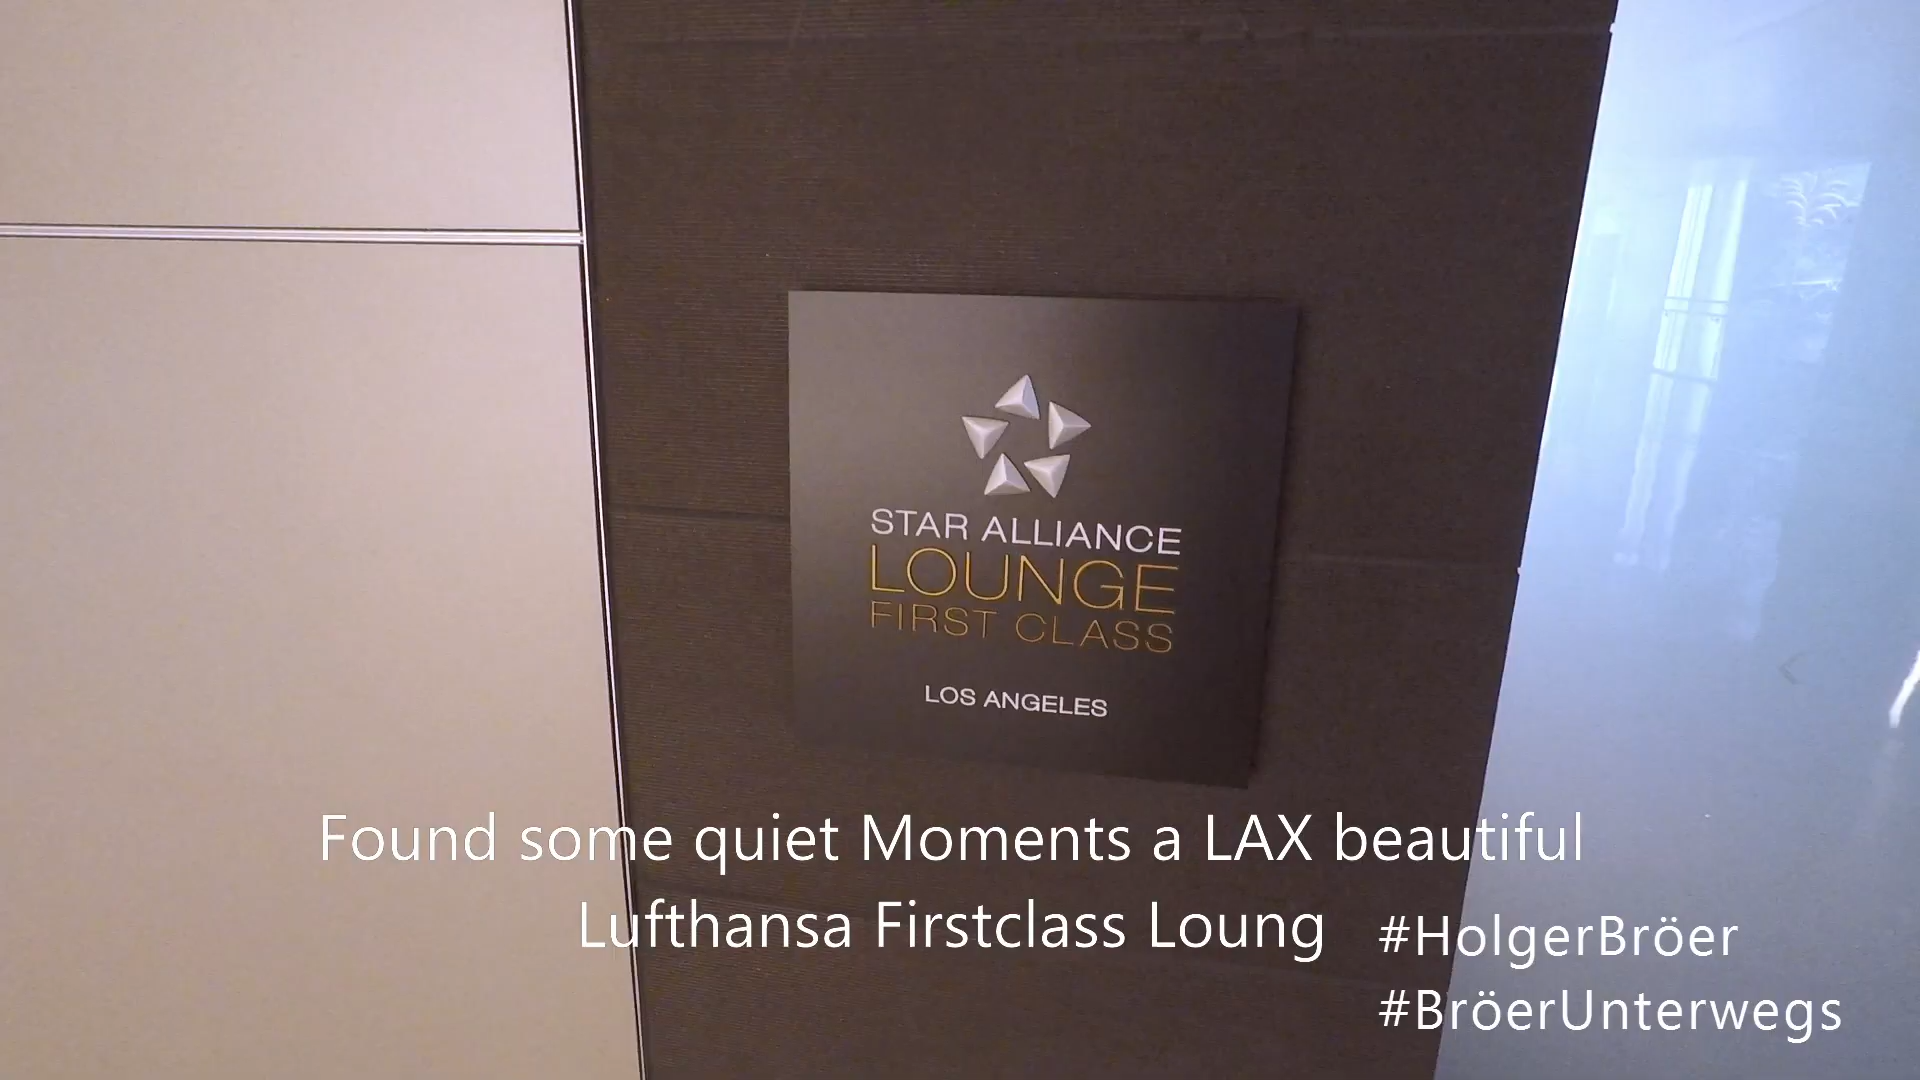 STAR ALLIANCE
LOUNGE
FIRST CLASS
LOS ANGELES
Found some quiet Moments a LAX beautiful
Lufthansa Firstclass Loung
#HolgerBröer
#BröerUnterwegs